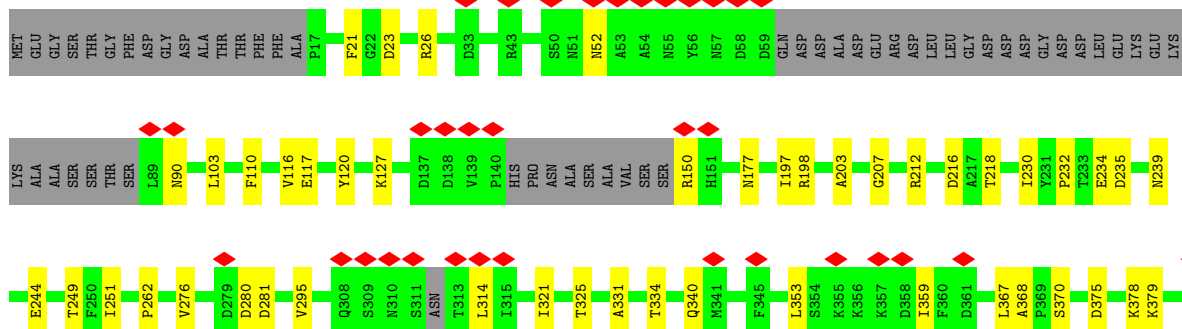 MET GLU GLY SER THR GLY PHE ASP GLY ASP ALA THR THR PHE PHE ALA P17 F21 G22 D23 R26 D33 R43 S50 N51 N52 A53 A54 N55 Y56 N57 D58 D59 GLN ASP ASP ALA ASP GLU ARG ASP LEU LEU GLY ASP ASP ASP GLY ASP ASP LEU GLU LYS GLU LYS
LYS ALA ALA SER SER THR SER L89 N90 L103 F110 V116 E117 Y120 K127 D137 D138 V139 P140 HIS PRO ASN ALA SER ALA VAL SER SER R150 H151 N177 I197 R198 A203 G207 R212 D216 A217 T218 I230 Y231 P232 T233 E234 D235 N239
E244 T249 F250 I251 P262 V276 D279 D280 D281 V295 Q308 S309 N310 S311 ASN T313 L314 I315 I321 T325 A331 T334 Q340 M341 F345 L353 S354 K355 K356 K357 D358 I359 F360 D361 L367 A368 P369 S370 D375 K378 K379